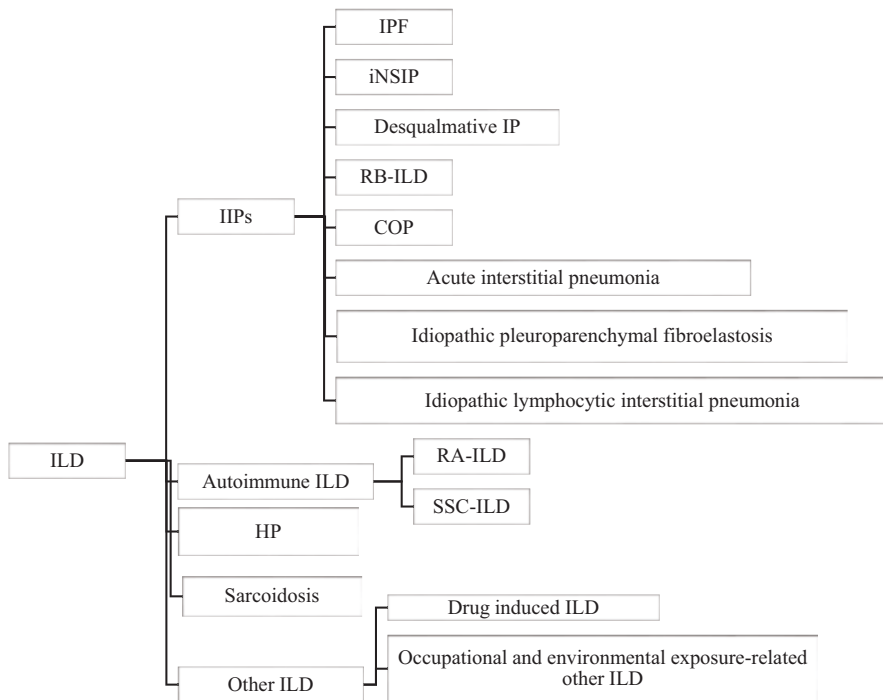 IPF
iNSIP
Desqualmative IP
RB-ILD
IIPs
COP
Acute interstitial pneumonia
Idiopathic pleuroparenchymal fibroelastosis
Idiopathic lymphocytic interstitial pneumonia
ILD
RA-ILD
Autoimmune ILD
SSC-ILD
HP
Sarcoidosis
Drug induced ILD
Other ILD
Occupational and environmental exposure-related
other ILD